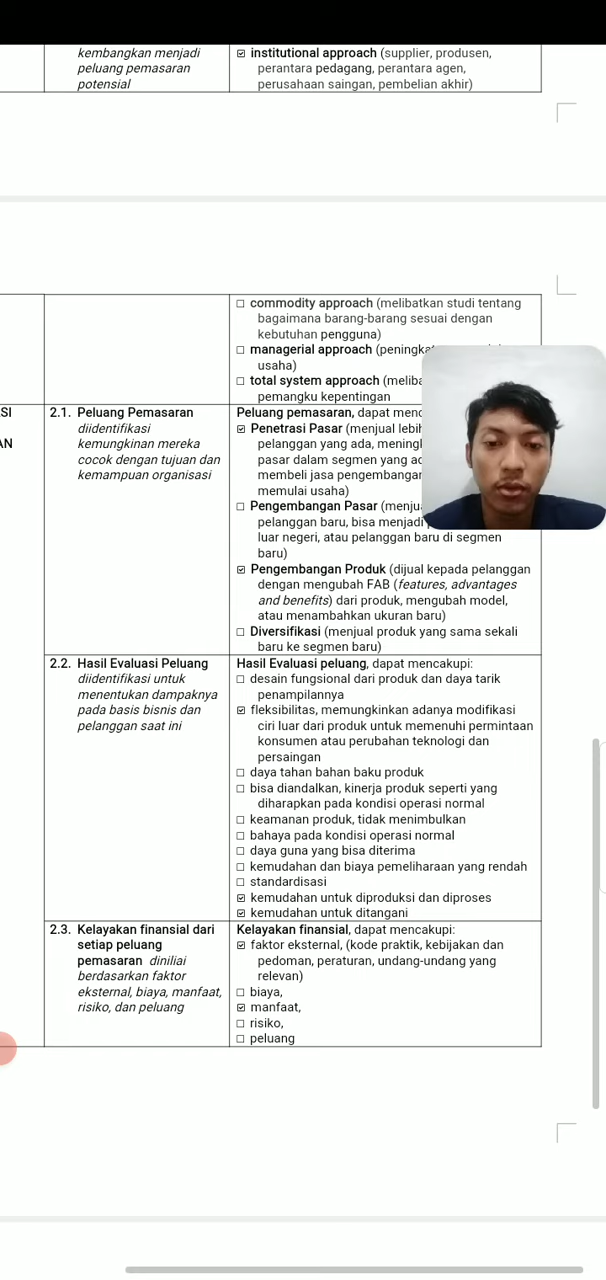 kembangkan menjadi
peluang pemasaran
potensial
☑ institutional approach (supplier, produsen,
perantara pedagang, perantara agen,
perusahaan saingan, pembelian akhir)
☐ commodity approach (melibatkan studi tentang
bagaimana barang-barang sesuai dengan
kebutuhan pengguna)
☐ managerial approach
usaha)
☐ total system approach
pemangku kepentingan
SI
AN
2.1. Peluang Pemasaran
diidentifikasi
kemungkinan mereka
cocok dengan tujuan dan
kemampuan organisasi
Peluang pemasaran, dapat
☑ Penetrasi Pasar (menjual
pelanggan yang ada,
pasar dalam segmen yang
membeli jasa pengembangan
memulai usaha)
☐ Pengembangan Pasar
pelanggan baru, bisa menjadi
luar negeri, atau pelanggan baru di segmen
baru)
☑ Pengembangan Produk (dijual kepada pelanggan
dengan mengubah FAB (features, advantages
and benefits) dari produk, mengubah model,
atau menambahkan ukuran baru)
☐ Diversifikasi (menjual produk yang sama sekali
baru ke segmen baru)
2.2. Hasil Evaluasi Peluang
diidentifikasi untuk
menentukan dampaknya
pada basis bisnis dan
pelanggan saat ini
Hasil Evaluasi peluang, dapat mencakupi:
☐ desain fungsional dari produk dan daya tarik
penampilannya
☑ fleksibilitas, memungkinkan adanya modifikasi
ciri luar dari produk untuk memenuhi permintaan
konsumen atau perubahan teknologi dan
persaingan
☐ daya tahan bahan baku produk
☐ bisa diandalkan, kinerja produk seperti yang
diharapkan pada kondisi operasi normal
☐ keamanan produk, tidak menimbulkan
☐ bahaya pada kondisi operasi normal
☐ daya guna yang bisa diterima
☐ kemudahan dan biaya pemeliharaan yang rendah
☐ standardisasi
☑ kemudahan untuk diproduksi dan diproses
☑ kemudahan untuk ditangani
2.3. Kelayakan finansial dari
setiap peluang
pemasaran dinilai
berdasarkan faktor
eksternal, biaya, manfaat,
risiko, dan peluang
Kelayakan finansial, dapat mencakupi:
☑ faktor eksternal, (kode praktik, kebijakan dan
pedoman, peraturan, undang-undang yang
relevan)
☐ biaya,
☑ manfaat,
☐ risiko,
☐ peluang